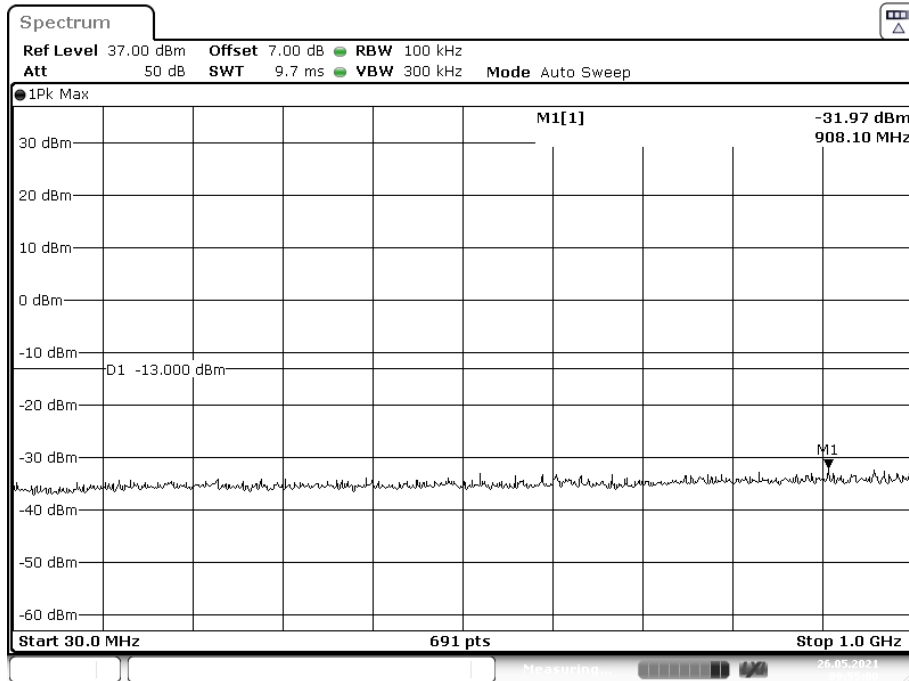 Spectrum
Ref Level 37.00 dBm Offset 7.00 dB RBW 100 kHz
Att 50 dB SWT 9.7 ms VBW 300 kHz Mode Auto Sweep
1Pk Max
M1[1] -31.97 dBm
908.10 MHz
30 dBm
20 dBm
10 dBm
0 dBm
-10 dBm
D1 -13.000 dBm
-20 dBm
M1
-30 dBm
-40 dBm
-50 dBm
-60 dBm
Start 30.0 MHz 691 pts Stop 1.0 GHz
Measuring... 26.05.2021